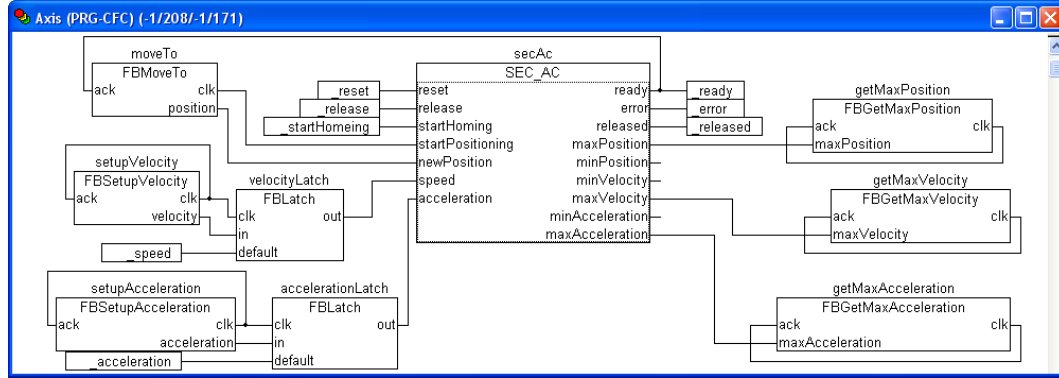 Axis (PRG-CFC) (-1/208/-1/171)
moveTo
FBMoveTo
ack clk
position
secAc
SEC_AC
reset ready
release error
startHoming released
startPositioning maxPosition
newPosition minPosition
speed minVelocity
acceleration maxVelocity
minAcceleration
maxAcceleration
_reset
_release
_startHomeing
_ready
_error
_released
getMaxPosition
FBGetMaxPosition
ack clk
maxPosition
setupVelocity
FBSetupVelocity
ack clk
velocity
velocityLatch
FBLatch
clk out
in
default
_speed
getMaxVelocity
FBGetMaxVelocity
ack clk
maxVelocity
setupAcceleration
FBSetupAcceleration
ack clk
acceleration
accelerationLatch
FBLatch
clk out
in
default
_acceleration
getMaxAcceleration
FBGetMaxAcceleration
ack clk
maxAcceleration